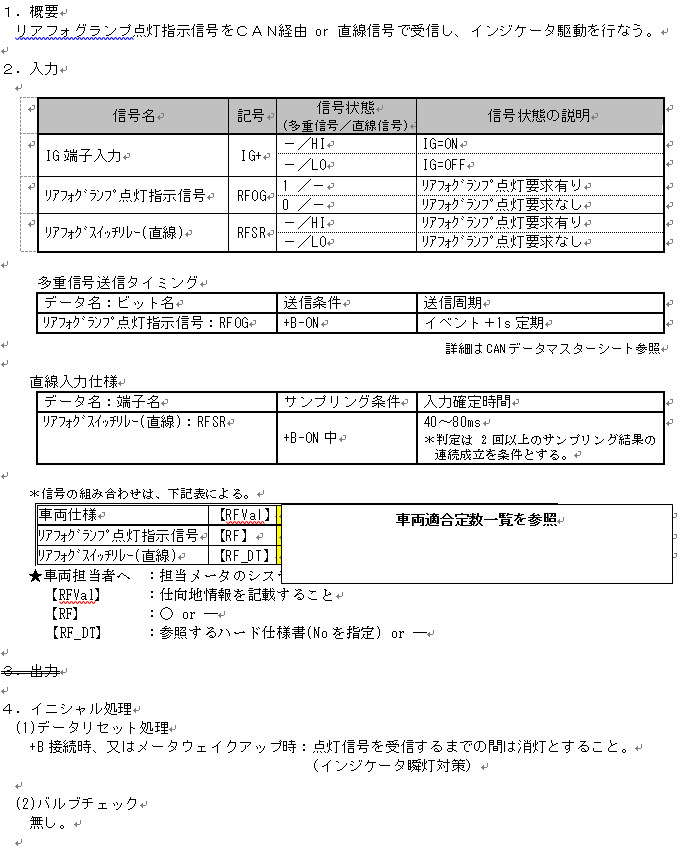 １．概要
リアフォグランプ点灯指示信号をＣＡＮ経由 or 直線信号で受信し、インジケータ駆動を行なう。
２．入力
信号名 記号 信号状態 (多重信号／直線信号) 信号状態の説明
IG端子入力 IG+ －／HI IG=ON
－／LO IG=OFF
ﾘｱﾌｫｸﾞﾗﾝﾌﾟ点灯指示信号 RFOG 1 ／－ ﾘｱﾌｫｸﾞﾗﾝﾌﾟ点灯要求有り
0 ／－ ﾘｱﾌｫｸﾞﾗﾝﾌﾟ点灯要求なし
ﾘｱﾌｫｸﾞｽｲｯﾁﾘﾚｰ(直線) RFSR －／HI ﾘｱﾌｫｸﾞﾗﾝﾌﾟ点灯要求有り
－／LO ﾘｱﾌｫｸﾞﾗﾝﾌﾟ点灯要求なし
多重信号送信タイミング
データ名：ビット名 送信条件 送信周期
ﾘｱﾌｫｸﾞﾗﾝﾌﾟ点灯指示信号：RFOG +B-ON イベント＋1s定期
詳細はCANデータマスターシート参照
直線入力仕様
データ名：端子名 サンプリング条件 入力確定時間
ﾘｱﾌｫｸﾞｽｲｯﾁﾘﾚｰ(直線)：RFSR +B-ON 中 40～80ms
＊判定は 2 回以上のサンプリング結果の
連続成立を条件とする。
＊信号の組み合わせは、下記表による。
車両仕様 【RFVal】 車両適合定数一覧を参照
ﾘｱﾌｫｸﾞﾗﾝﾌﾟ点灯指示信号 【RF】
ﾘｱﾌｫｸﾞｽｲｯﾁﾘﾚｰ(直線) 【RF_DT】
★車両担当者へ ：担当メータのシス
【RFVal】 ：仕向地情報を記載すること
【RF】 ：○ or ―
【RF_DT】 ：参照するハード仕様書(Noを指定) or ―
３．出力
４．イニシャル処理
(1)データリセット処理
+B 接続時、又はメータウェイクアップ時：点灯信号を受信するまでの間は消灯とすること。
（インジケータ瞬灯対策）
(2)バルブチェック
無し。